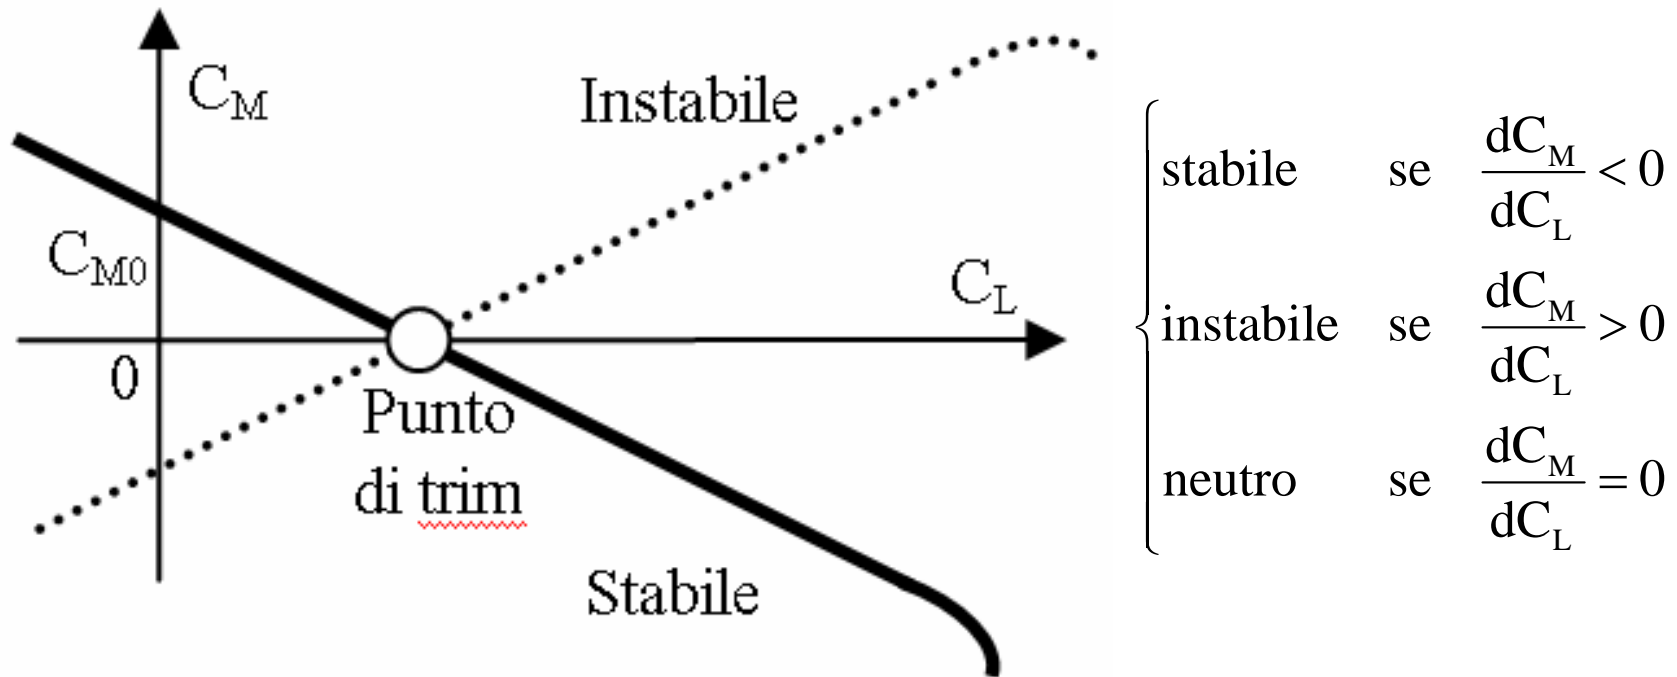 C_M
Instabile
C_M0
C_L
0
Punto
di trim
Stabile
stabile se dC_M/dC_L < 0
instabile se dC_M/dC_L > 0
neutro se dC_M/dC_L = 0